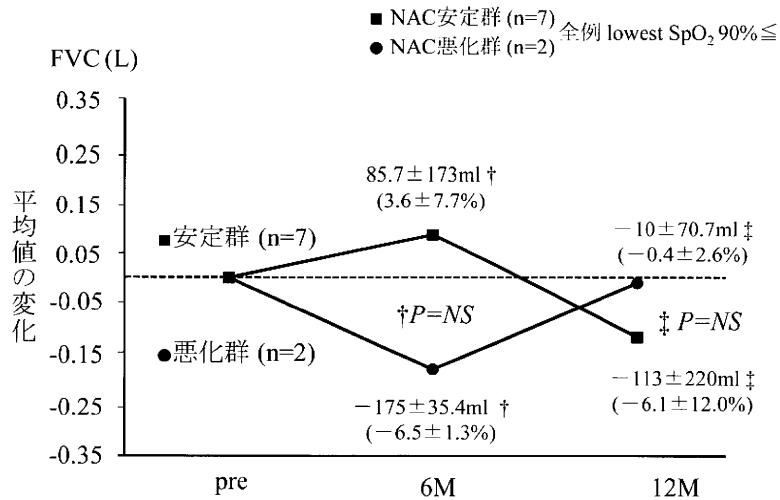 ■ NAC安定群 (n=7)
● NAC悪化群 (n=2)
全例 lowest SpO₂ 90%≦
FVC (L)
0.35
0.25
0.15
0.05
-0.05
-0.15
-0.25
-0.35
平均値の変化
■安定群 (n=7)
●悪化群 (n=2)
85.7±173ml †
(3.6±7.7%)
－10±70.7ml ‡
(－0.4±2.6%)
†P=NS
‡ P=NS
－175±35.4ml †
(－6.5±1.3%)
－113±220ml ‡
(－6.1±12.0%)
pre
6M
12M